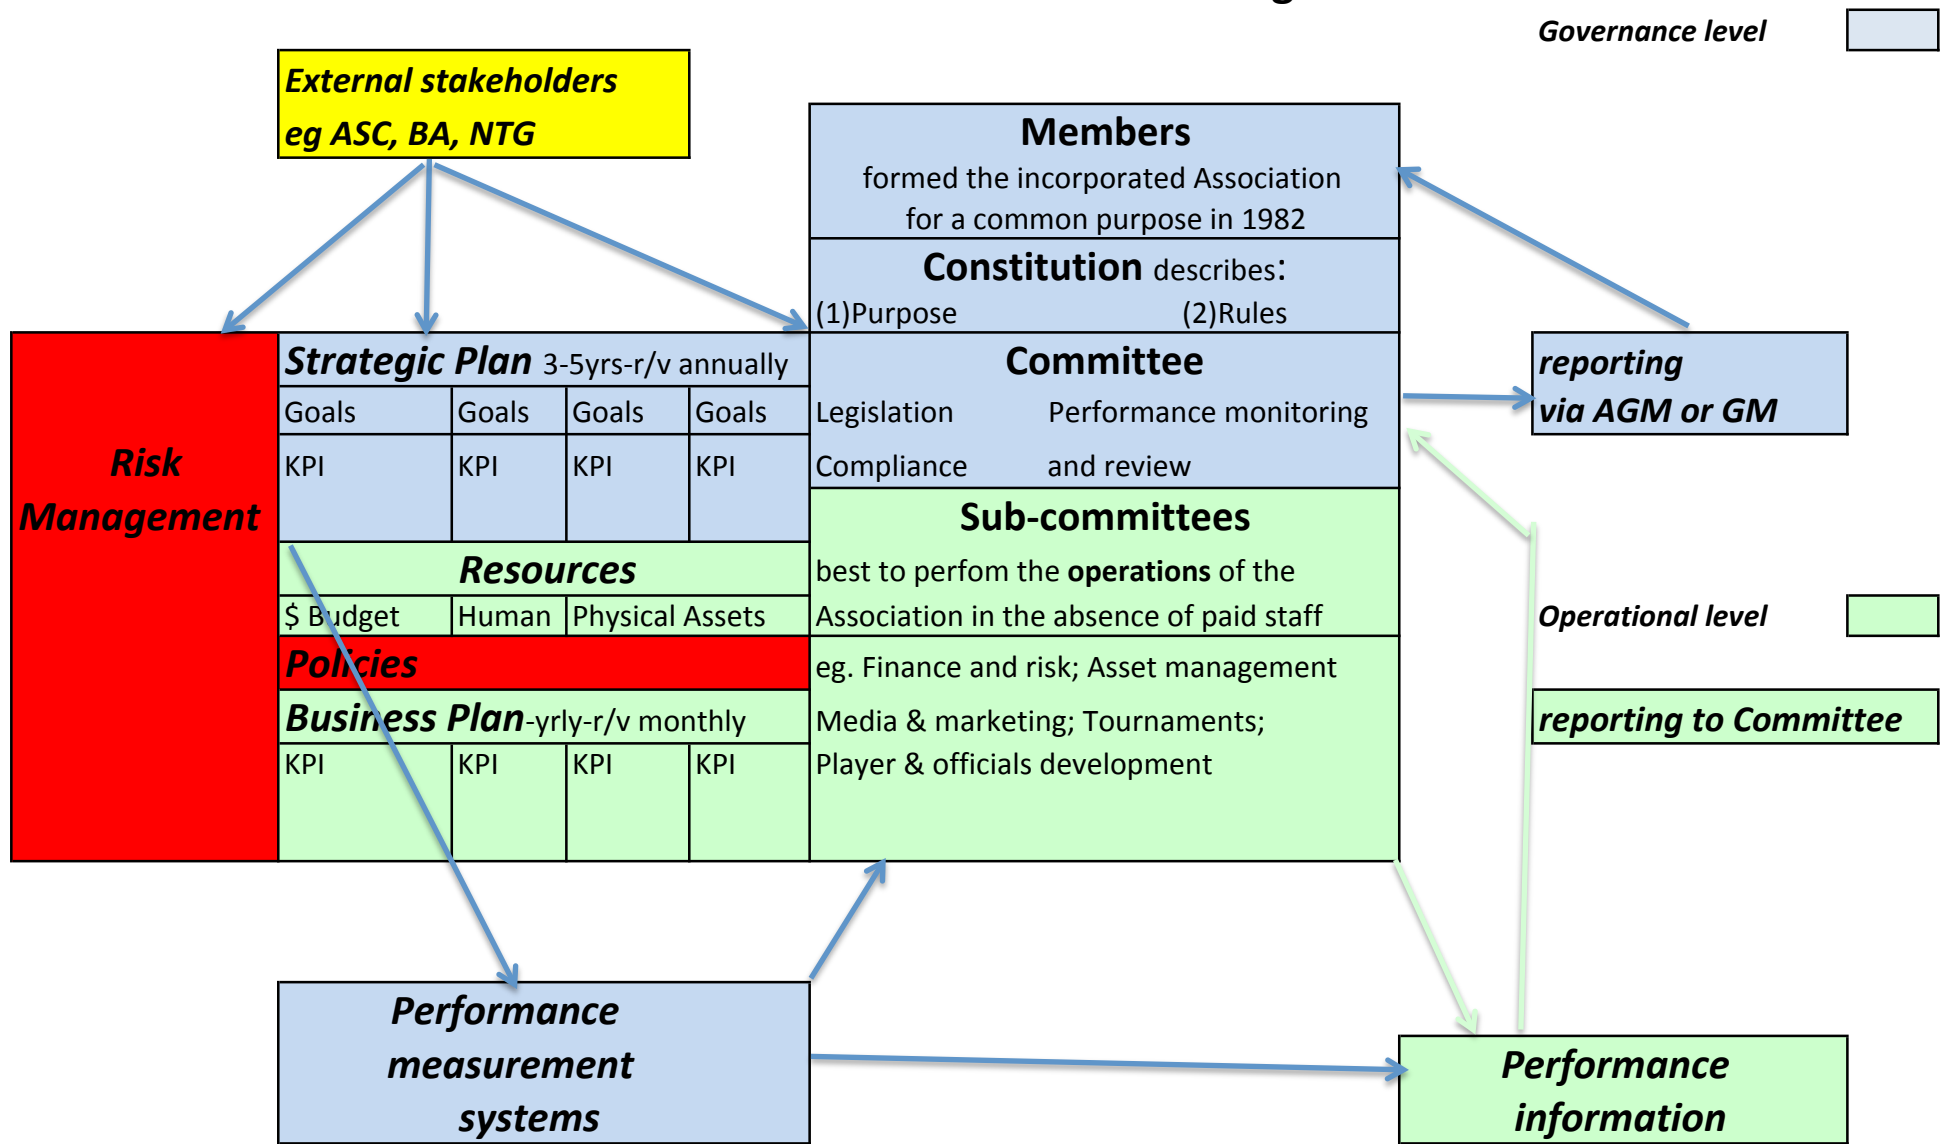 Governance level
External stakeholders
eg ASC, BA, NTG
Members
formed the incorporated Association
for a common purpose in 1982
Constitution describes:
(1)Purpose (2)Rules
Risk
Management
Strategic Plan 3-5yrs-r/v annually
Goals Goals Goals Goals
KPI KPI KPI KPI
Committee
Legislation Performance monitoring
Compliance and review
reporting
via AGM or GM
Resources
$ Budget Human Physical Assets
Sub-committees
best to perfom the operations of the
Association in the absence of paid staff
Operational level
Policies
Business Plan-yrly-r/v monthly
KPI KPI KPI KPI
eg. Finance and risk; Asset management
Media & marketing; Tournaments;
Player & officials development
reporting to Committee
Performance
measurement
systems
Performance
information